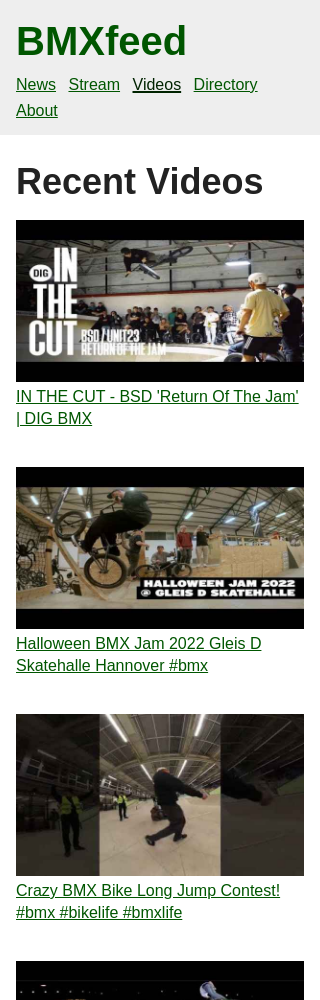 BMXfeed
News Stream Videos Directory
About
Recent Videos
DIG
IN
THE
CUT
BSD / UNIT23
RETURN OF THE JAM
IN THE CUT - BSD 'Return Of The Jam'
| DIG BMX
HALLOWEEN JAM 2022
@ GLEIS D SKATEHALLE
Halloween BMX Jam 2022 Gleis D
Skatehalle Hannover #bmx
Crazy BMX Bike Long Jump Contest!
#bmx #bikelife #bmxlife